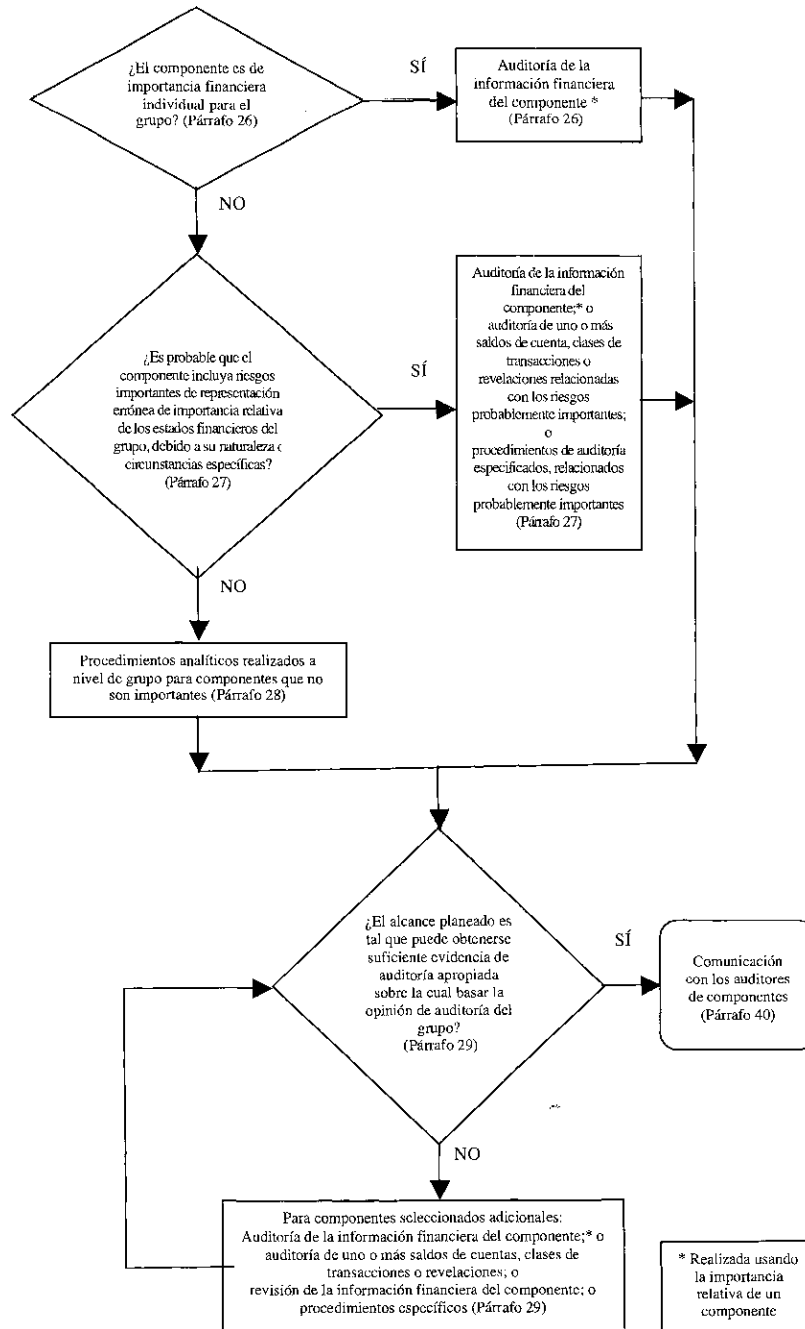 ¿El componente es de
importancia financiera
individual para el
grupo? (Párrafo 26)
SÍ
Auditoría de la
información financiera
del componente *
(Párrafo 26)
NO
¿Es probable que el
componente incluya riesgos
importantes de representación
errónea de importancia relativa
de los estados financieros del
grupo, debido a su naturaleza o
circunstancias específicas?
(Párrafo 27)
SÍ
Auditoría de la información
financiera del
componente;* o
auditoría de uno o más
saldos de cuenta, clases de
transacciones o
revelaciones relacionadas
con los riesgos
probablemente importantes;
o
procedimientos de auditoría
especificados, relacionados
con los riesgos
probablemente importantes
(Párrafo 27)
NO
Procedimientos analíticos realizados a
nivel de grupo para componentes que no
son importantes (Párrafo 28)
¿El alcance planeado es
tal que puede obtenerse
suficiente evidencia de
auditoría apropiada
sobre la cual basar la
opinión de auditoría del
grupo?
(Párrafo 29)
SÍ
Comunicación
con los auditores
de componentes
(Párrafo 40)
NO
Para componentes seleccionados adicionales:
Auditoría de la información financiera del componente;* o
auditoría de uno o más saldos de cuentas, clases de
transacciones o revelaciones; o
revisión de la información financiera del componente; o
procedimientos específicos (Párrafo 29)
* Realizada usando
la importancia
relativa de un
componente